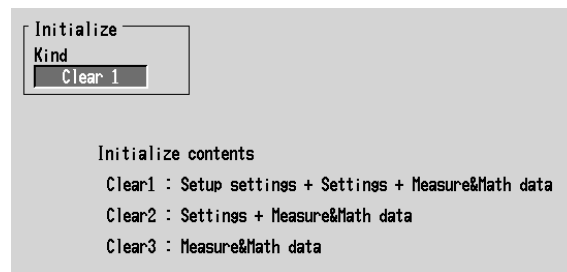 Initialize
Kind
Clear 1
Initialize contents
Clear1 : Setup settings + Settings + Measure&Math data
Clear2 : Settings + Measure&Math data
Clear3 : Measure&Math data